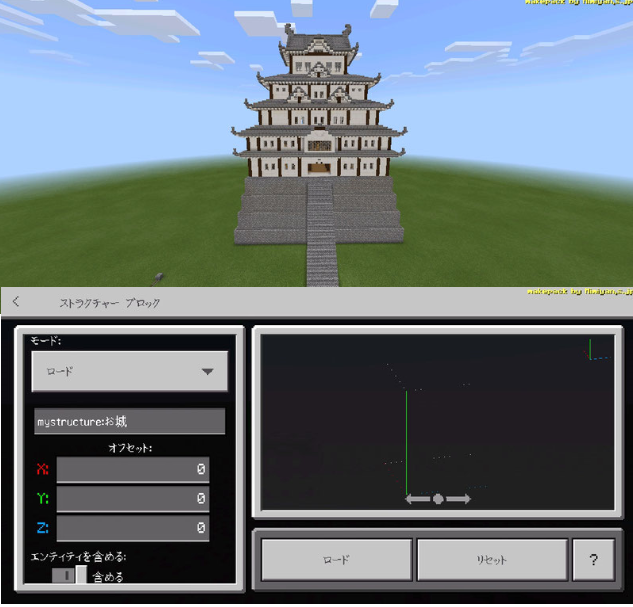 ストラクチャー ブロック
モード:
ロード
mystructure:お城
オフセット:
X: 0
Y: 0
Z: 0
エンティティを含める:
含める
ロード
リセット
?